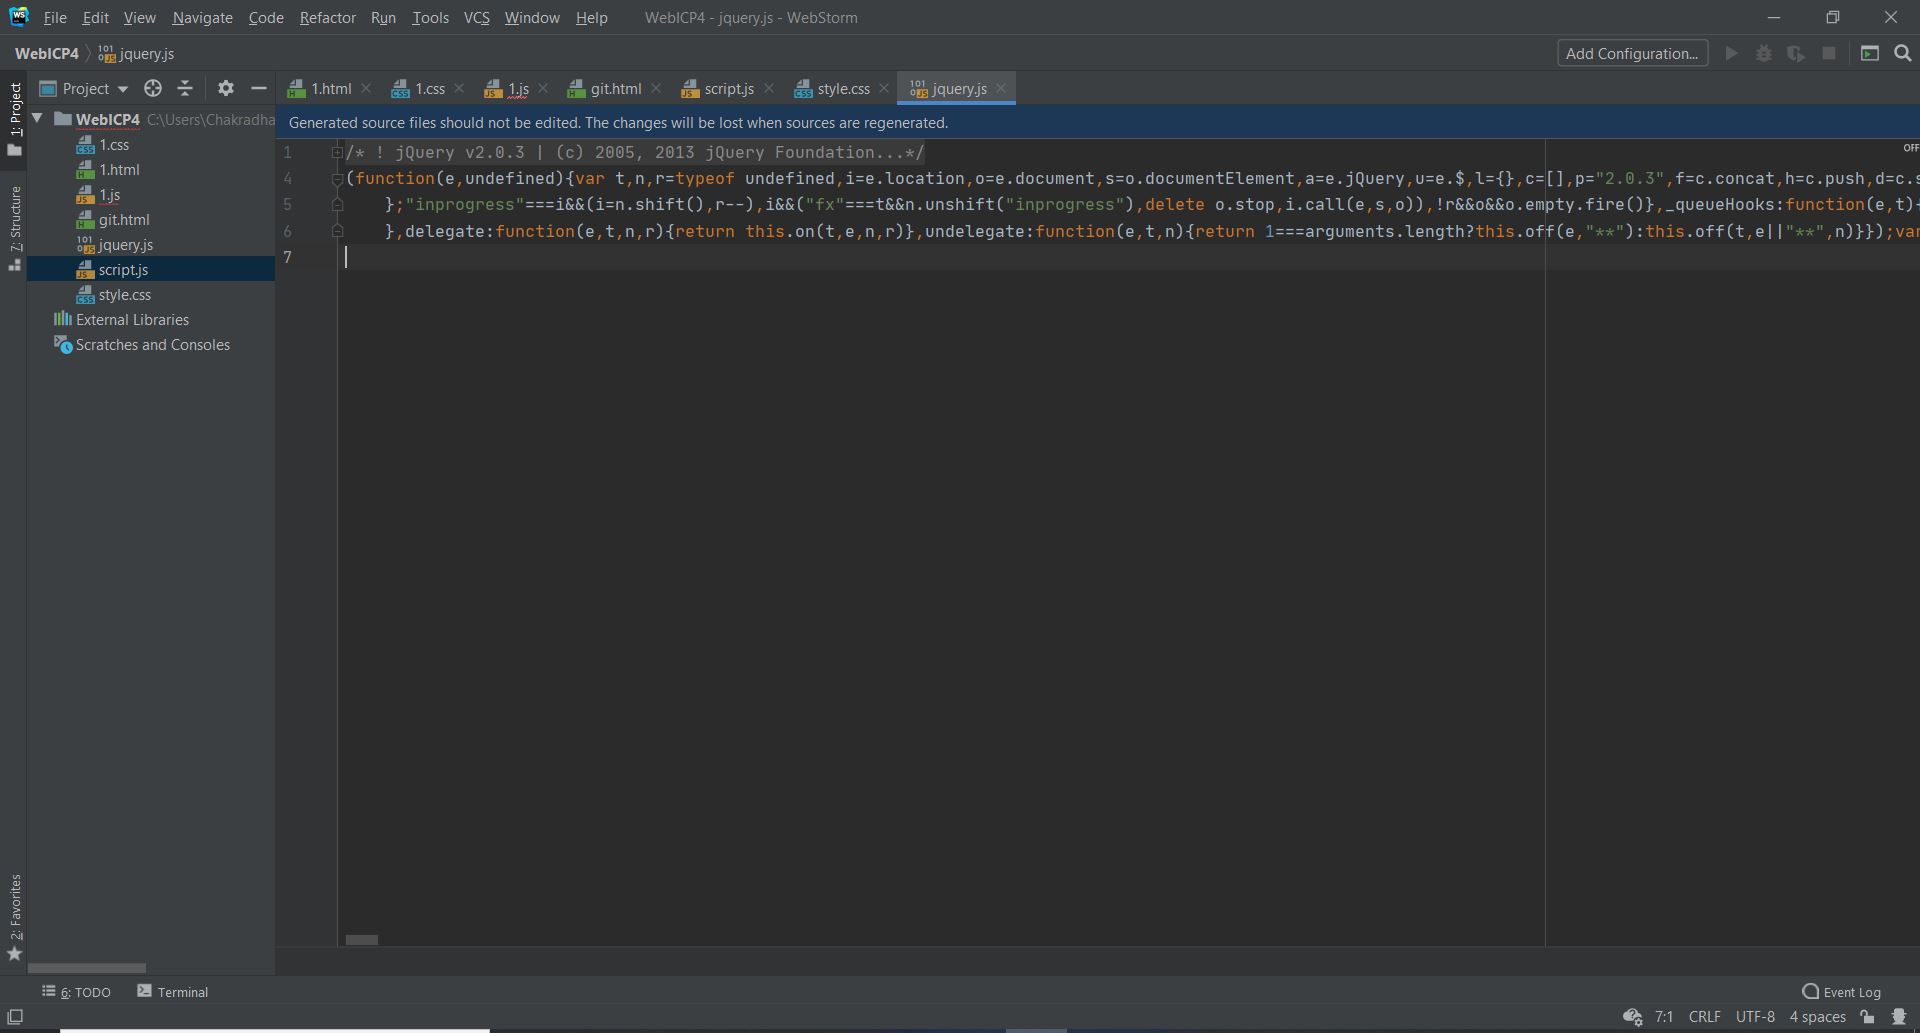 File Edit View Navigate Code Refactor Run Tools VCS Window Help WebICP4 - jquery.js - WebStorm
WebICP4 jquery.js Add Configuration...
1: Project
Project 1.html 1.css 1.js git.html script.js style.css jquery.js
WebICP4 C:\Users\Chakradha
Generated source files should not be edited. The changes will be lost when sources are regenerated.
1.css
1.html
1.js
git.html
jquery.js
script.js
style.css
External Libraries
Scratches and Consoles
7: Structure
2: Favorites
OFF
1 /* ! jQuery v2.0.3 | (c) 2005, 2013 jQuery Foundation...*/
4 (function(e,undefined){var t,n,r=typeof undefined,i=e.location,o=e.document,s=o.documentElement,a=e.jQuery,u=e.$,l={},c=[],p="2.0.3",f=c.concat,h=c.push,d=c.s
5 };"inprogress"===i&&(i=n.shift(),r--),i&&("fx"===t&&n.unshift("inprogress"),delete o.stop,i.call(e,s,o)),!r&&o&&o.empty.fire()},_queueHooks:function(e,t){
6 },delegate:function(e,t,n,r){return this.on(t,e,n,r)},undelegate:function(e,t,n){return 1===arguments.length?this.off(e,"**"):this.off(t,e||"**",n)}});var
7
6: TODO Terminal Event Log
7:1 CRLF UTF-8 4 spaces